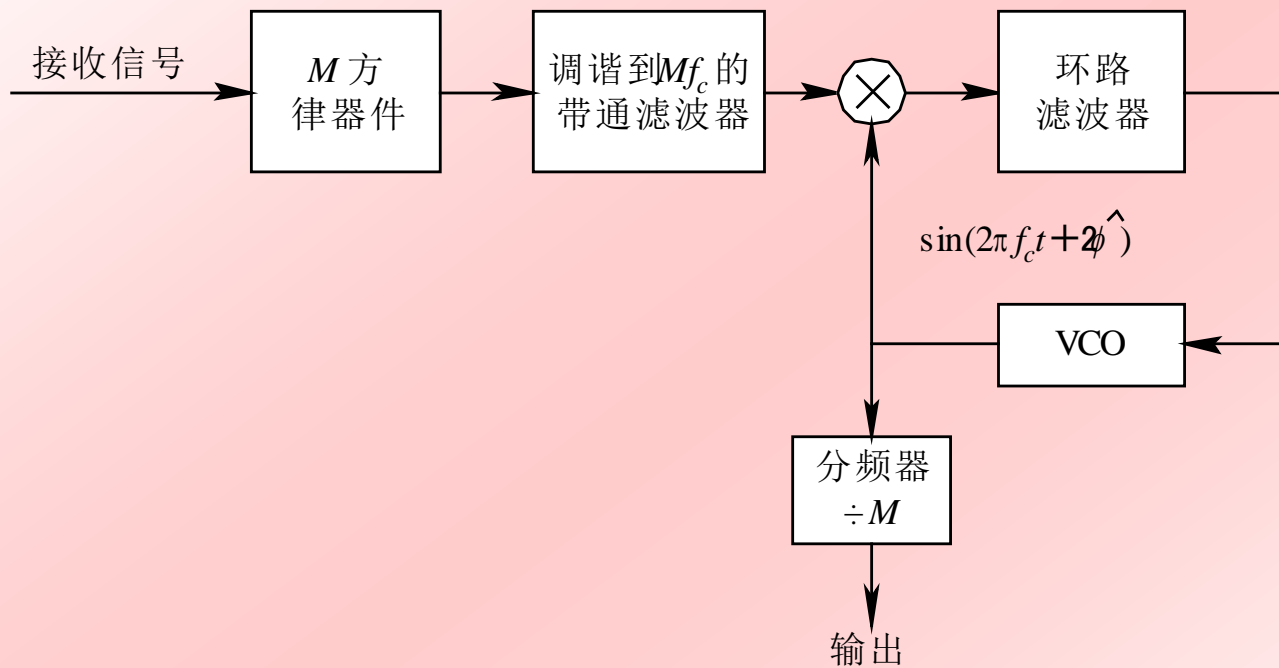 接收信号
M 方
律器件
调谐到Mfc的
带通滤波器
环路
滤波器
sin(2πfct+2φ̂)
VCO
分频器
÷M
输出